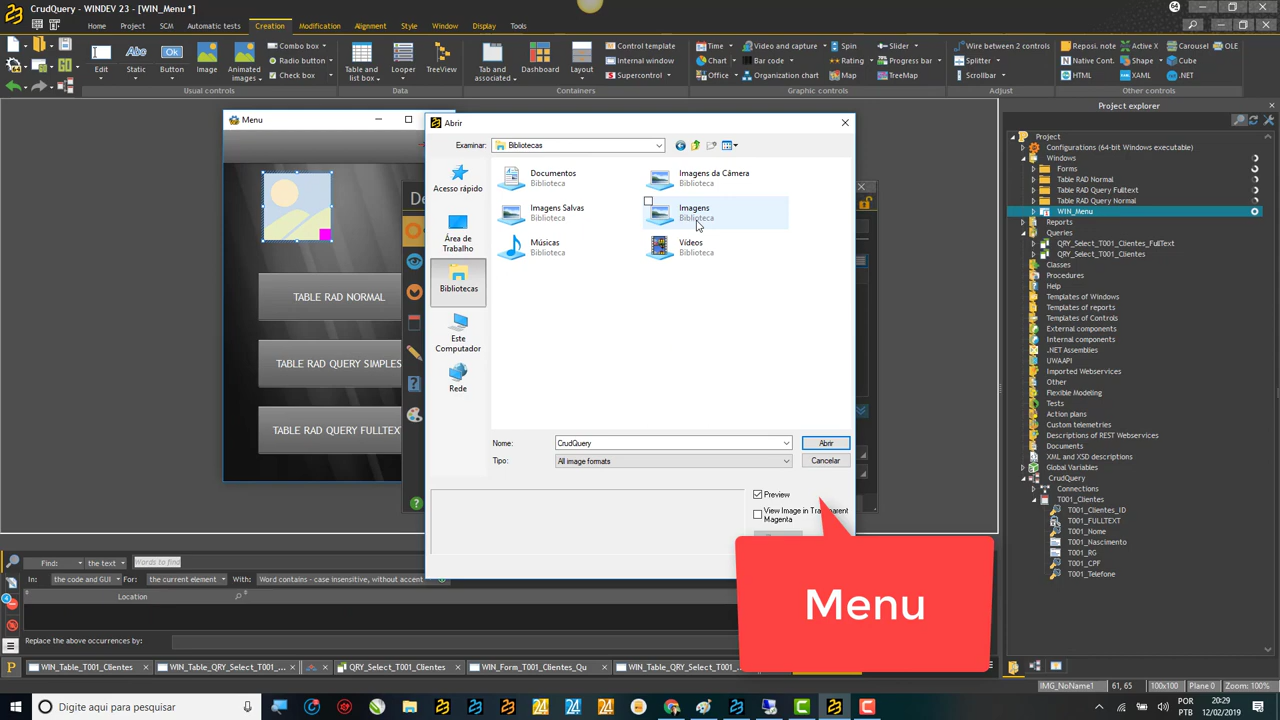 CrudQuery - WINDEV 23 - [WIN_Menu *]
Home Project SCM Automatic tests Creation Modification Alignment Style Window Display Tools
Edit Static Button Image Animated images Combo box Radio button Check box
Usual controls
Table and list box Looper TreeView
Data
Tab and associated... Dashboard Layout Control template Internal window Supercontrol
Containers
Time Video and capture Spin Slider
Chart Bar code Rating Progress bar
Office Organization chart Map TreeMap
Graphic controls
Wire between 2 controls
Splitter
Scrollbar
Adjust
Reposi. note Active X Carousel OLE
Native Cont. Shape Cube
HTML XAML .NET
Other controls
Menu
TABLE RAD NORMAL
TABLE RAD QUERY SIMPLES
TABLE RAD QUERY FULLTEXT
De
Abrir
Examinar: Bibliotecas
Acesso rápido
Área de Trabalho
Bibliotecas
Este Computador
Rede
Documentos
Biblioteca
Imagens da Câmera
Biblioteca
Imagens Salvas
Biblioteca
Imagens
Biblioteca
Músicas
Biblioteca
Vídeos
Biblioteca
Nome: CrudQuery Abrir
Tipo: All image formats Cancelar
Preview
Magenta
Menu
Project explorer
Project
Configurations (64-bit Windows executable)
Windows
Forms
Table RAD Normal
Table RAD Query Fulltext
Table RAD Query Normal
WIN_Menu
Reports
Queries
QRY_Select_T001_Clientes_FullText
QRY_Select_T001_Clientes
Classes
Procedures
Help
Templates of Windows
Templates of reports
Templates of Controls
External components
Internal components
.NET Assemblies
UWAAPI
Imported Webservices
Other
Flexible Modeling
Tests
Action plans
Custom telemetries
Descriptions of REST Webservices
Documents
XML and XSD descriptions
Global Variables
CrudQuery
Connections
T001_Clientes
T001_Clientes_ID
T001_FULLTEXT
T001_Nome
T001_Nascimento
T001_RG
T001_CPF
T001_Telefone
Find: the text Words to find
In: the code and GUI For: the current element With: Word contains - case insensitive, without accent
Location
Replace the above occurrences by:
WIN_Table_T001_Clientes WIN_Table_QRY_Select_T001_... QRY_Select_T001_Clientes WIN_Form_T001_Clientes_Qu WIN_Table_QRY_Select_T001_...
IMG_NoName1 61, 65 100x100 Plane 0 Zoom: 100%
Digite aqui para pesquisar
POR
PTB
20:29
12/02/2019